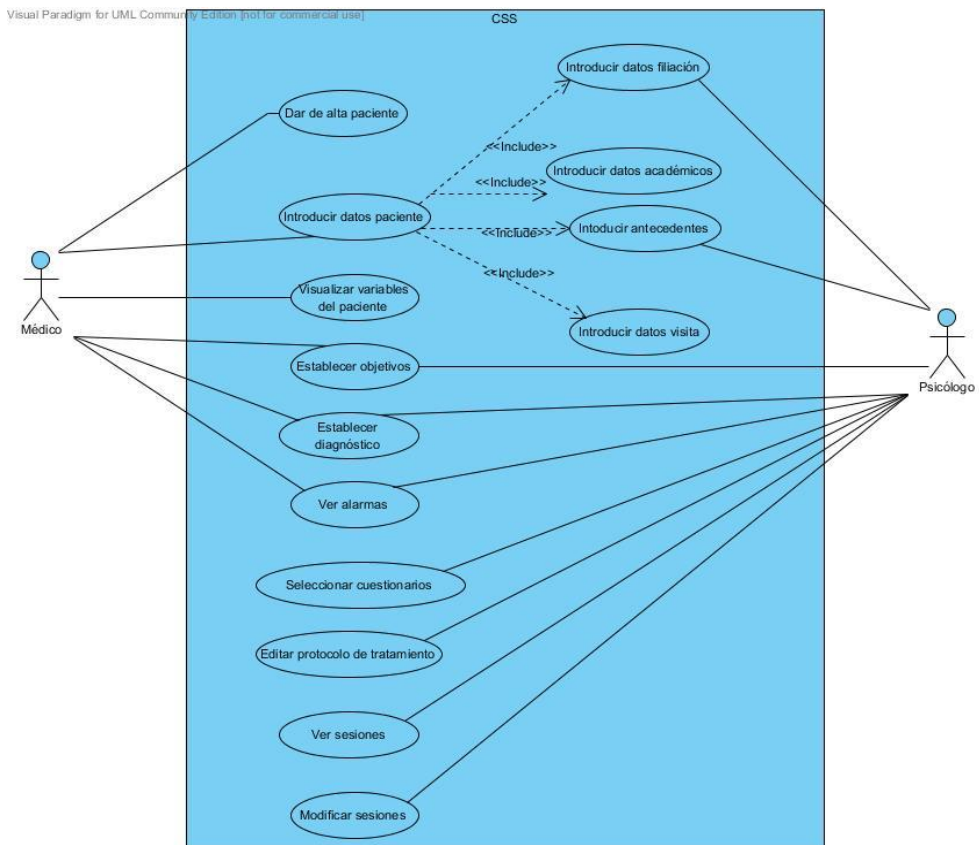 Visual Paradigm for UML Community Edition [not for commercial use]
CSS
Introducir datos filiación
Dar de alta paciente
<<Include>>
Introducir datos académicos
<<Include>>
Introducir datos paciente
Intoducir antecedentes
<<Include>>
<<Include>>
Visualizar variables
del paciente
Médico
Introducir datos visita
Establecer objetivos
Psicólogo
Establecer
diagnóstico
Ver alarmas
Seleccionar cuestionarios
Editar protocolo de tratamiento
Ver sesiones
Modificar sesiones